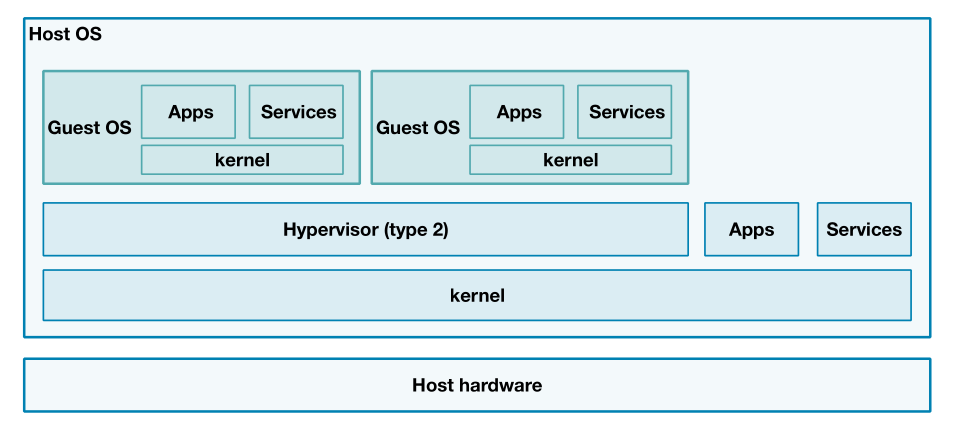 Host OS
Guest OS
Apps
Services
kernel
Guest OS
Apps
Services
kernel
Hypervisor (type 2)
Apps
Services
kernel
Host hardware